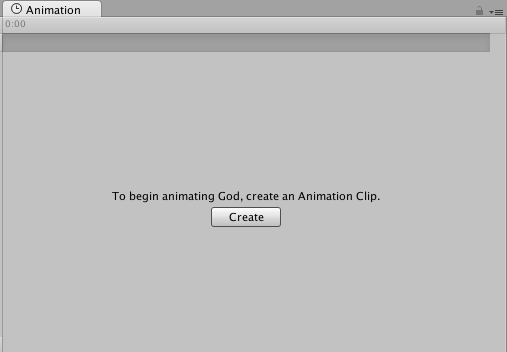 Animation
0:00
To begin animating God, create an Animation Clip.
Create